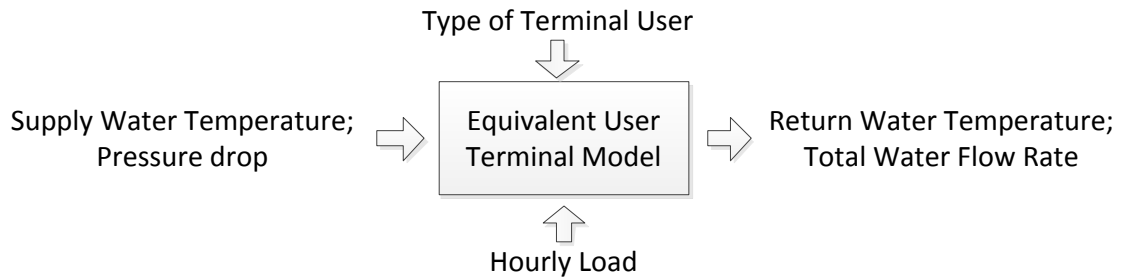 Type of Terminal User
Supply Water Temperature;
Pressure drop
Equivalent User
Terminal Model
Return Water Temperature;
Total Water Flow Rate
Hourly Load